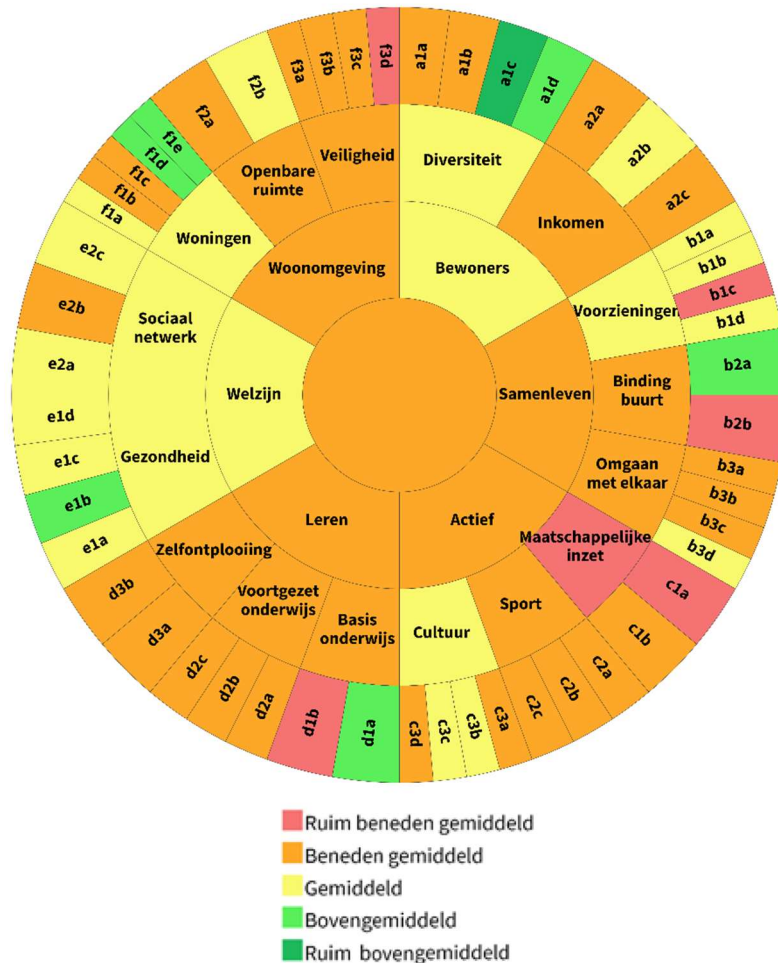 a1a
a1b
a1c
a1d
a2a
a2b
a2c
b1a
b1b
b1c
b1d
b2a
b2b
b3a
b3b
b3c
b3d
c1a
c1b
c2a
c2b
c2c
c3a
c3b
c3c
c3d
d1a
d1b
d2a
d2b
d2c
d3a
d3b
e1a
e1b
e1c
e1d
e2a
e2b
e2c
f1a
f1b
f1c
f1d
f1e
f2a
f2b
f3a
f3b
f3c
f3d
Diversiteit
Inkomen
Voorzieningen
Binding
buurt
Omgaan
met elkaar
Maatschappelijke
inzet
Sport
Cultuur
Basis
onderwijs
Voortgezet
onderwijs
Zelfontplooiing
Gezondheid
Sociaal
netwerk
Woningen
Openbare
ruimte
Veiligheid
Bewoners
Samenleven
Actief
Leren
Welzijn
Woonomgeving
Ruim beneden gemiddeld
Beneden gemiddeld
Gemiddeld
Bovengemiddeld
Ruim bovengemiddeld